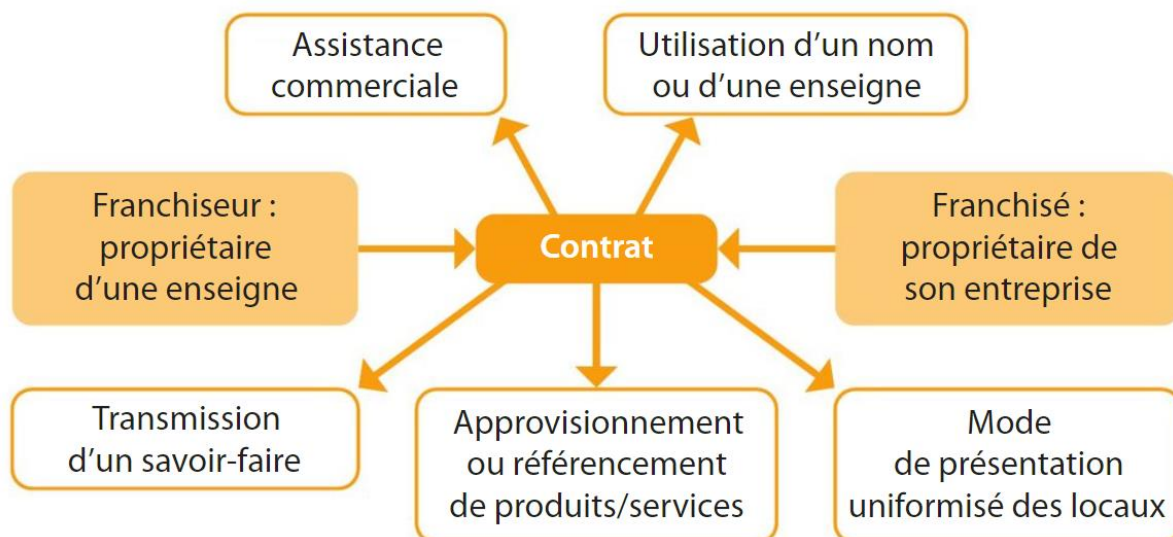 Assistance
commerciale
Utilisation d’un nom
ou d’une enseigne
Franchiseur :
propriétaire
d’une enseigne
Contrat
Franchisé :
propriétaire de
son entreprise
Transmission
d’un savoir-faire
Approvisionnement
ou référencement
de produits/services
Mode
de présentation
uniformisé des locaux